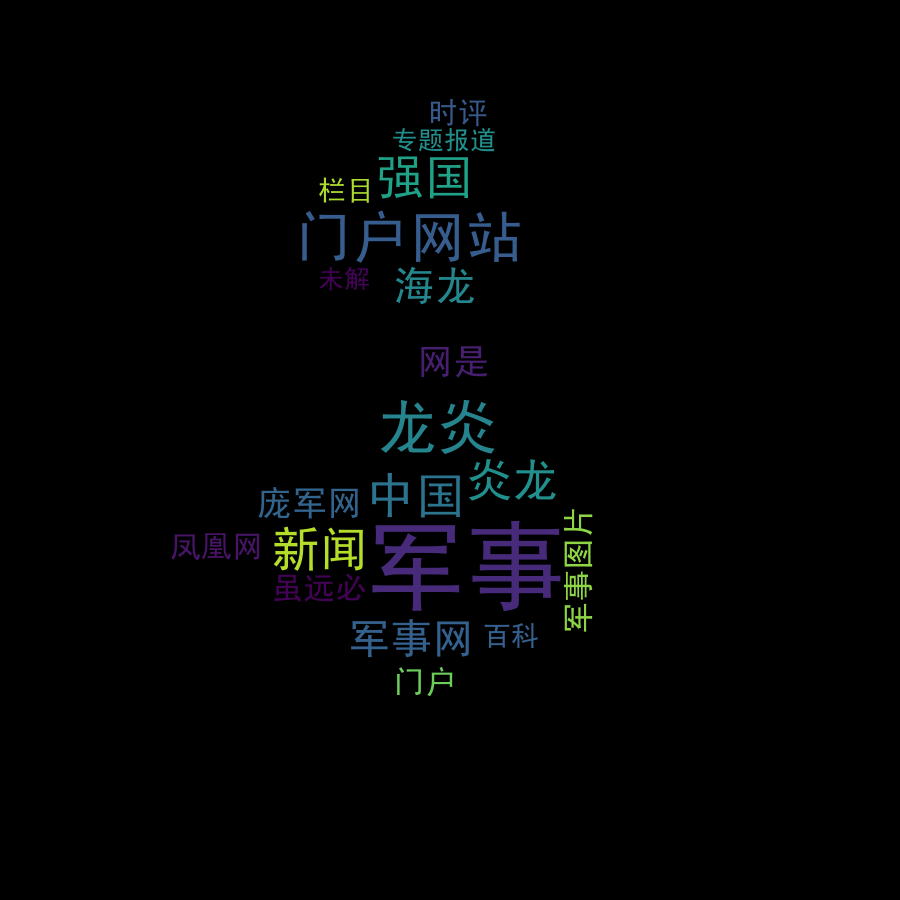 时评
专题报道
强国
栏目
门户网站
未解
海龙
网是
龙炎
炎龙
中国
庞军网
军事图片
新闻
凤凰网
军事
虽远必
军事网
百科
门户